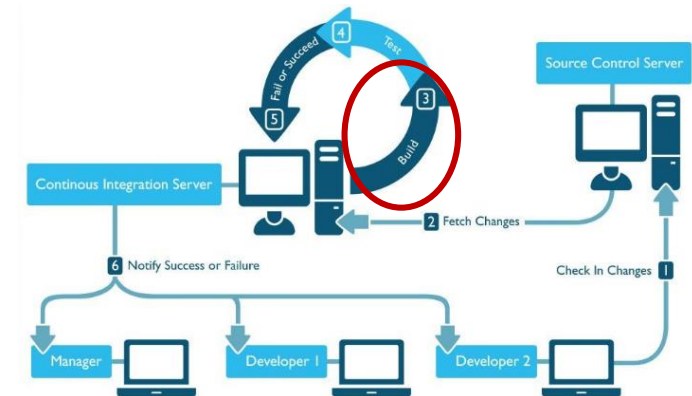 4
Test
Fail or Succeed
3
5
Build
Source Control Server
Continous Integration Server
2 Fetch Changes
6 Notify Success or Failure
Check In Changes 1
Manager
Developer 1
Developer 2